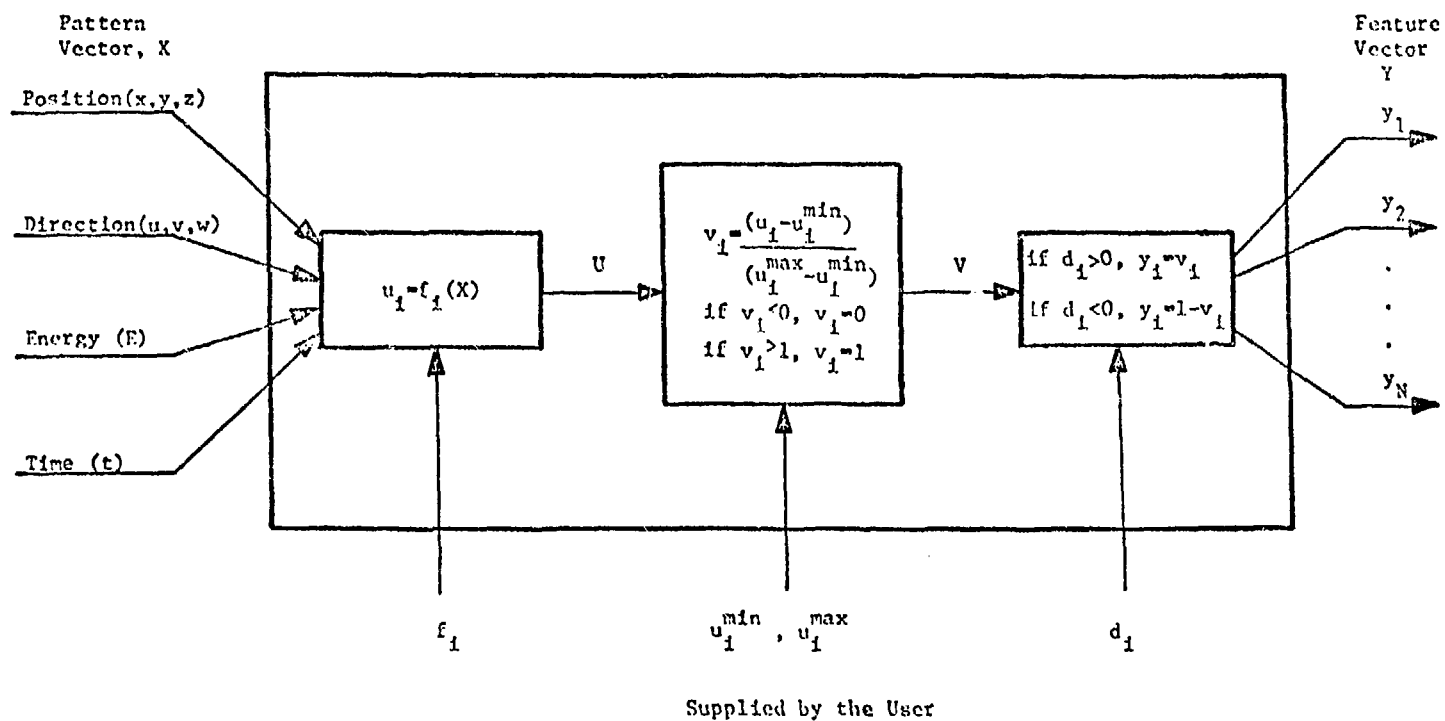 Pattern
Vector, X
Feature
Vector
Y
Position(x,y,z)
Direction(u,v,w)
Energy (E)
Time (t)
u_i=f_i(X)
U
v_i=(u_i-u_i^min)/(u_i^max-u_i^min)
if v_i<0, v_i=0
if v_i>1, v_i=1
V
if d_i>0, y_i=v_i
if d_i<0, y_i=1-v_i
y_1
y_2
.
.
.
y_N
f_i
u_i^min , u_i^max
d_i
Supplied by the User